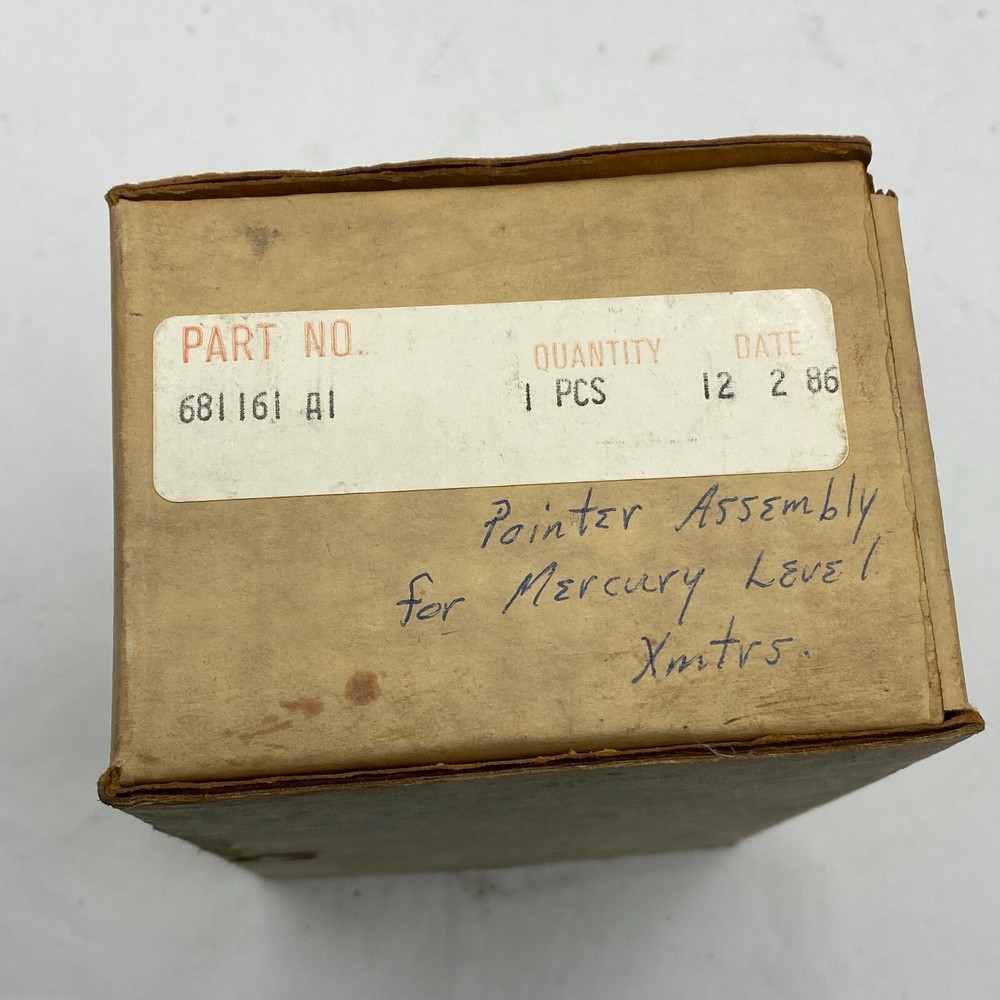 PART NO. QUANTITY DATE
681161 A1 1 PCS 12 2 86
Pointer Assembly
for Mercury Level
Xmtrs.